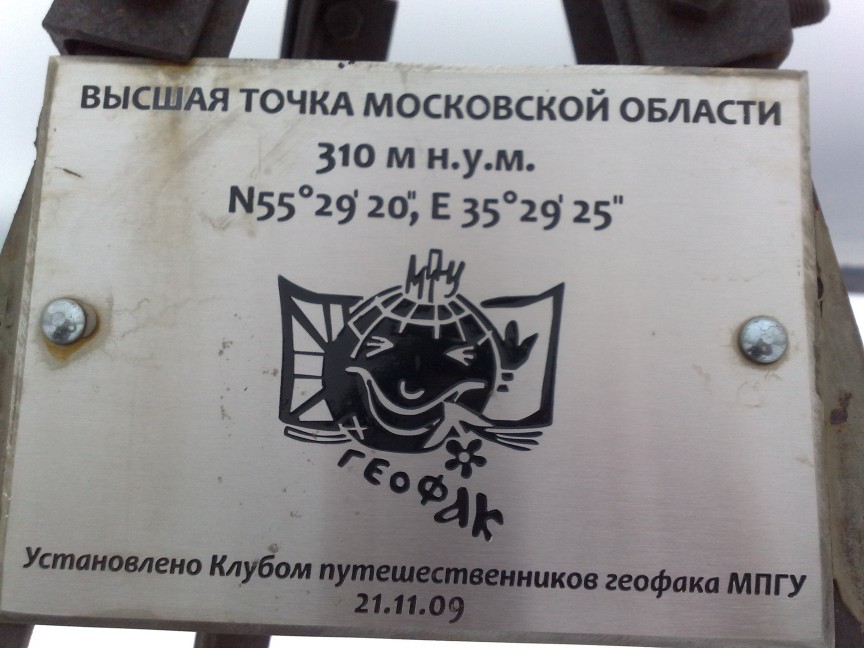 ВЫСШАЯ ТОЧКА МОСКОВСКОЙ ОБЛАСТИ
310 м н.у.м.
N55°29' 20", E 35°29' 25"
МПУ
ГЕОФАК
Установлено Клубом путешественников геофака МПГУ
21.11.09